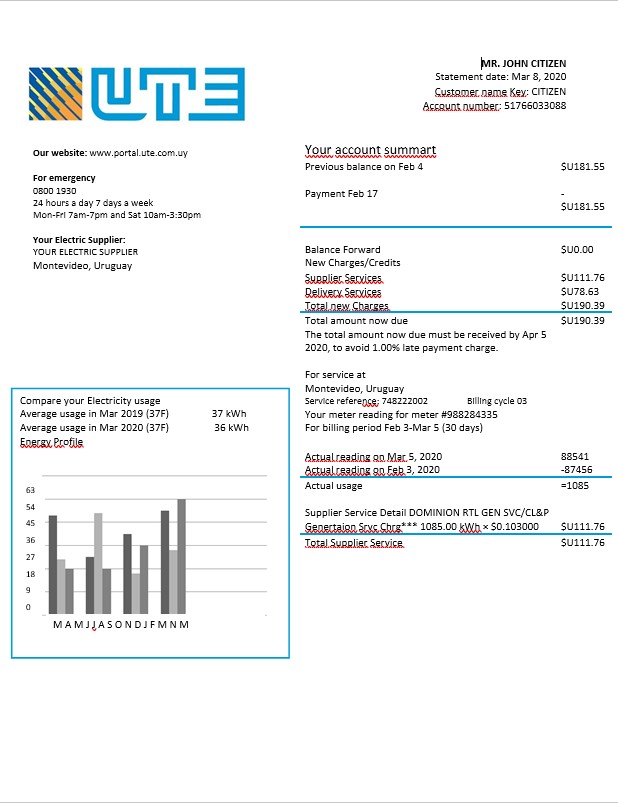 UTE
MR. JOHN CITIZEN
Statement date: Mar 8, 2020
Customer name Key: CITIZEN
Account number: 51766033088
Our website: www.portal.ute.com.uy
For emergency
0800 1930
24 hours a day 7 days a week
Mon-Fri 7am-7pm and Sat 10am-3:30pm
Your Electric Supplier:
YOUR ELECTRIC SUPPLIER
Montevideo, Uruguay
Your account summart
Previous balance on Feb 4 $U181.55
Payment Feb 17 -
$U181.55
Balance Forward $U0.00
New Charges/Credits
Supplier Services $U111.76
Delivery Services $U78.63
Total new Charges $U190.39
Total amount now due $U190.39
The total amount now due must be received by Apr 5
2020, to avoid 1.00% late payment charge.
For service at
Montevideo, Uruguay
Service reference: 748222002 Billing cycle 03
Your meter reading for meter #988284335
For billing period Feb 3-Mar 5 (30 days)
Actual reading on Mar 5, 2020 88541
Actual reading on Feb 3, 2020 -87456
Actual usage =1085
Supplier Service Detail DOMINION RTL GEN SVC/CL&P
Genertaion Srvc Chrg*** 1085.00 kWh × $0.103000 $U111.76
Total Supplier Service $U111.76
Compare your Electricity usage
Average usage in Mar 2019 (37F) 37 kWh
Average usage in Mar 2020 (37F) 36 kWh
Energy Profile
63
54
45
36
27
18
9
0
M A M J J A S O N D J F M N M